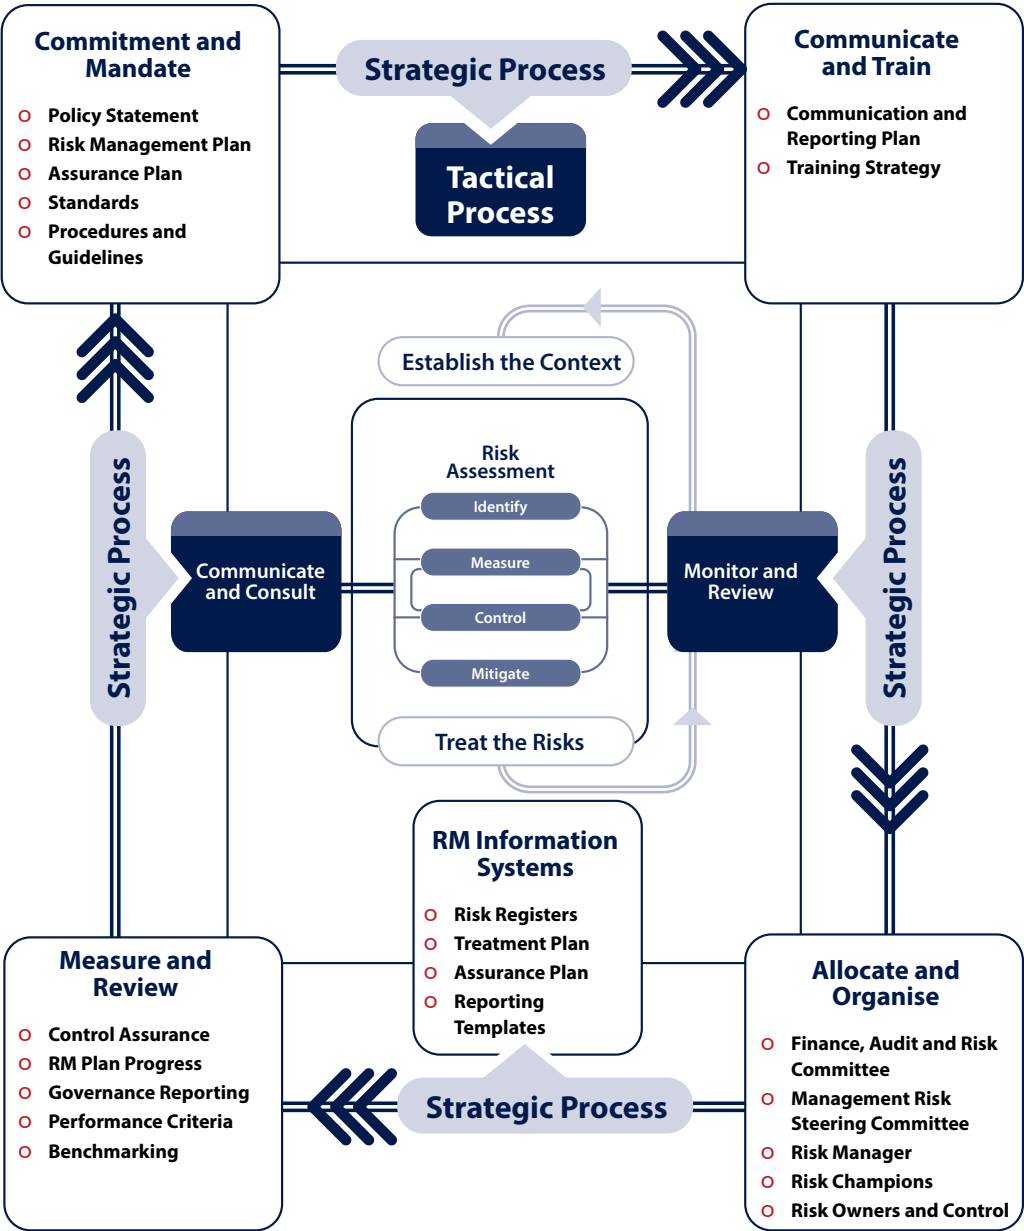 Commitment and
Mandate
O Policy Statement
O Risk Management Plan
O Assurance Plan
O Standards
O Procedures and
Guidelines
Strategic Process
Tactical
Process
Communicate
and Train
O Communication and
Reporting Plan
O Training Strategy
Establish the Context
Risk
Assessment
Identify
Measure
Control
Mitigate
Treat the Risks
Strategic Process
Communicate
and Consult
Monitor and
Review
Strategic Process
RM Information
Systems
O Risk Registers
O Treatment Plan
O Assurance Plan
O Reporting
Templates
Measure and
Review
O Control Assurance
O RM Plan Progress
O Governance Reporting
O Performance Criteria
O Benchmarking
Strategic Process
Allocate and
Organise
O Finance, Audit and Risk
Committee
O Management Risk
Steering Committee
O Risk Manager
O Risk Champions
O Risk Owners and Control